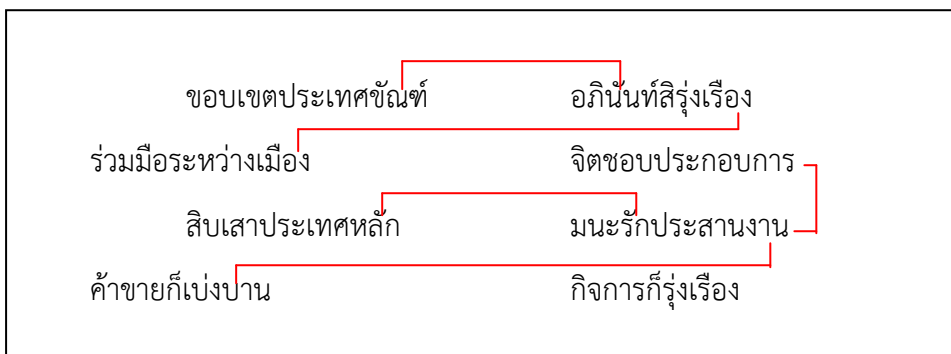 ขอบเขตประเทศขัณฑ์ อภินันท์สิรุ่งเรือง
ร่วมมือระหว่างเมือง จิตชอบประกอบการ
สิบเสาประเทศหลัก มนะรักประสานงาน
ค้าขายก็เบ่งบาน กิจการก็รุ่งเรือง